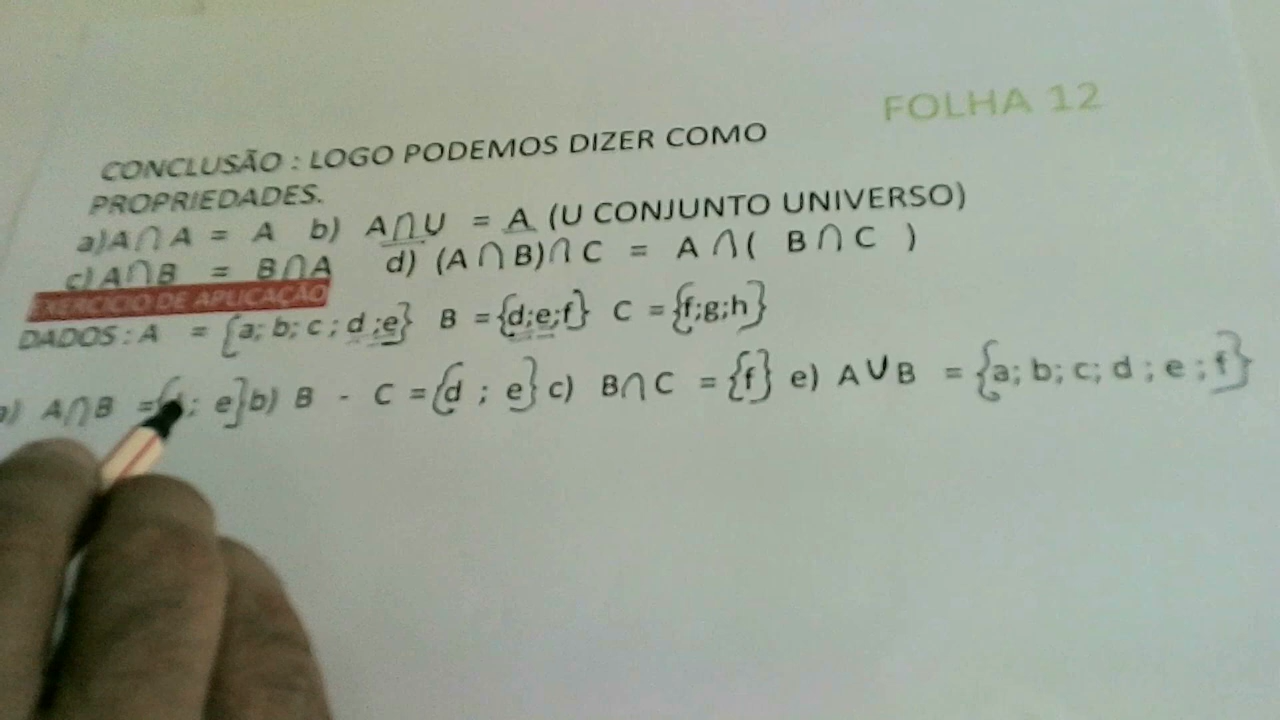 FOLHA 12
CONCLUSÃO : LOGO PODEMOS DIZER COMO
PROPRIEDADES.
a)A∩A = A b) A∩U = A (U CONJUNTO UNIVERSO)
c) A∩B = B∩A d) (A∩B)∩C = A∩( B∩C )
EXERCÍCIO DE APLICAÇÃO
DADOS : A = {a; b; c ; d ;e} B ={d;e;f} C ={f;g;h}
a) A∩B ={ ; e}b) B - C ={d ; e} c) B∩C ={f} e) A∪B ={a; b; c; d ; e ; f}